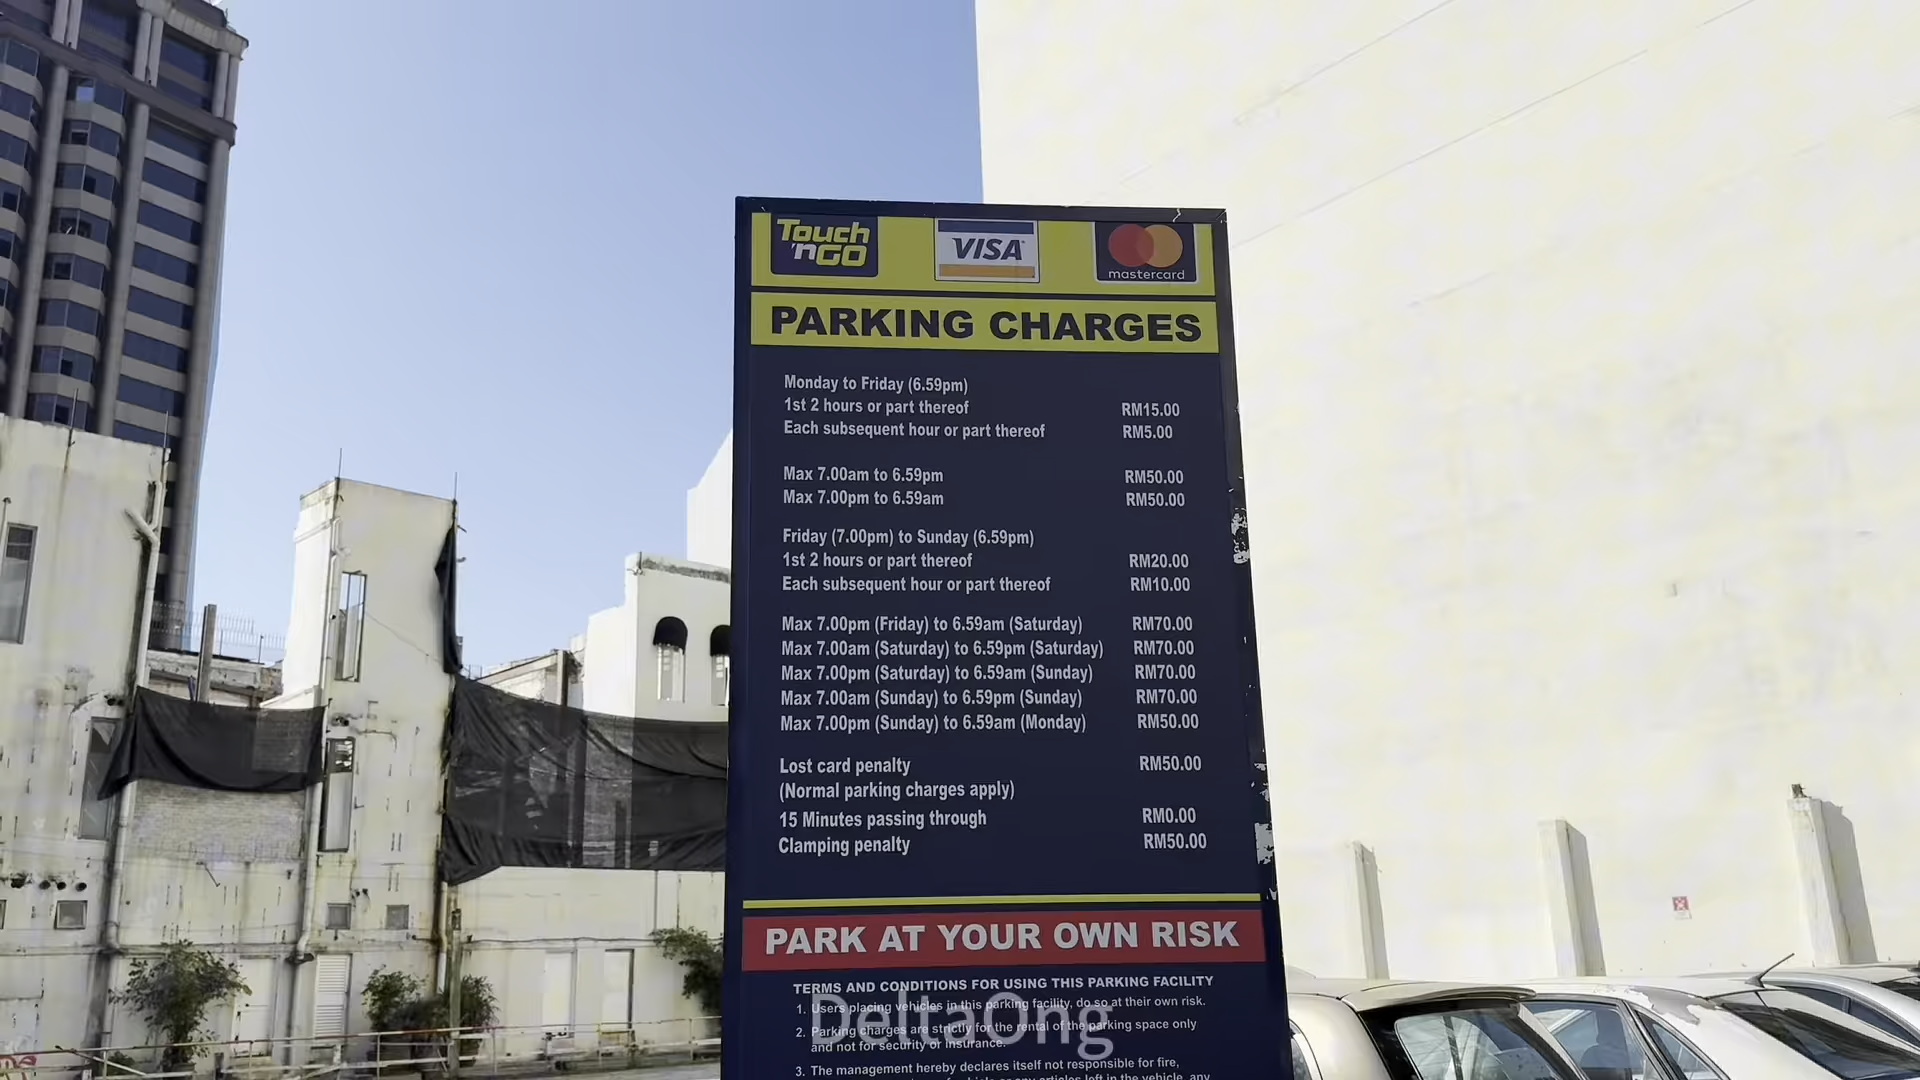 Touch 'nGO
VISA
mastercard
PARKING CHARGES
Monday to Friday (6.59pm)
1st 2 hours or part thereof RM15.00
Each subsequent hour or part thereof RM5.00
Max 7.00am to 6.59pm RM50.00
Max 7.00pm to 6.59am RM50.00
Friday (7.00pm) to Sunday (6.59pm)
1st 2 hours or part thereof RM20.00
Each subsequent hour or part thereof RM10.00
Max 7.00pm (Friday) to 6.59am (Saturday) RM70.00
Max 7.00am (Saturday) to 6.59pm (Saturday) RM70.00
Max 7.00pm (Saturday) to 6.59am (Sunday) RM70.00
Max 7.00am (Sunday) to 6.59pm (Sunday) RM70.00
Max 7.00pm (Sunday) to 6.59am (Monday) RM50.00
Lost card penalty RM50.00
(Normal parking charges apply)
15 Minutes passing through RM0.00
Clamping penalty RM50.00
PARK AT YOUR OWN RISK
TERMS AND CONDITIONS FOR USING THIS PARKING FACILITY
1. Users placing vehicles in this parking facility, do so at their own risk.
2. Parking charges are strictly for the rental of the parking space only
and not for security or insurance.
DeltaOng
3. The management hereby declares itself not responsible for fire,
articles left in the vehicle, any